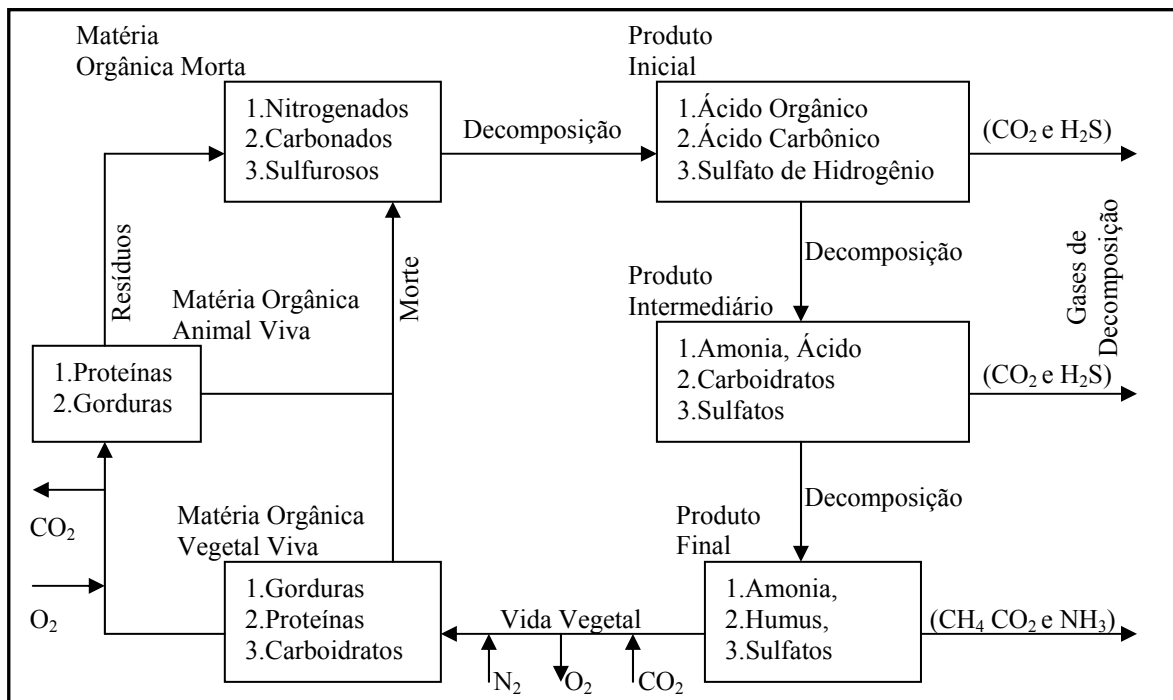 Matéria
Orgânica Morta
1.Nitrogenados
2.Carbonados
3.Sulfurosos
Decomposição
Produto
Inicial
1.Ácido Orgânico
2.Ácido Carbônico
3.Sulfato de Hidrogênio
(CO₂ e H₂S)
Decomposição
Gases de
Decomposição
Resíduos
Morte
Matéria Orgânica
Animal Viva
1.Proteínas
2.Gorduras
Produto
Intermediário
1.Amonia, Ácido
2.Carboidratos
3.Sulfatos
(CO₂ e H₂S)
Decomposição
CO₂
O₂
Matéria Orgânica
Vegetal Viva
1.Gorduras
2.Proteínas
3.Carboidratos
Vida Vegetal
N₂
O₂
CO₂
Produto
Final
1.Amonia,
2.Humus,
3.Sulfatos
(CH₄ CO₂ e NH₃)